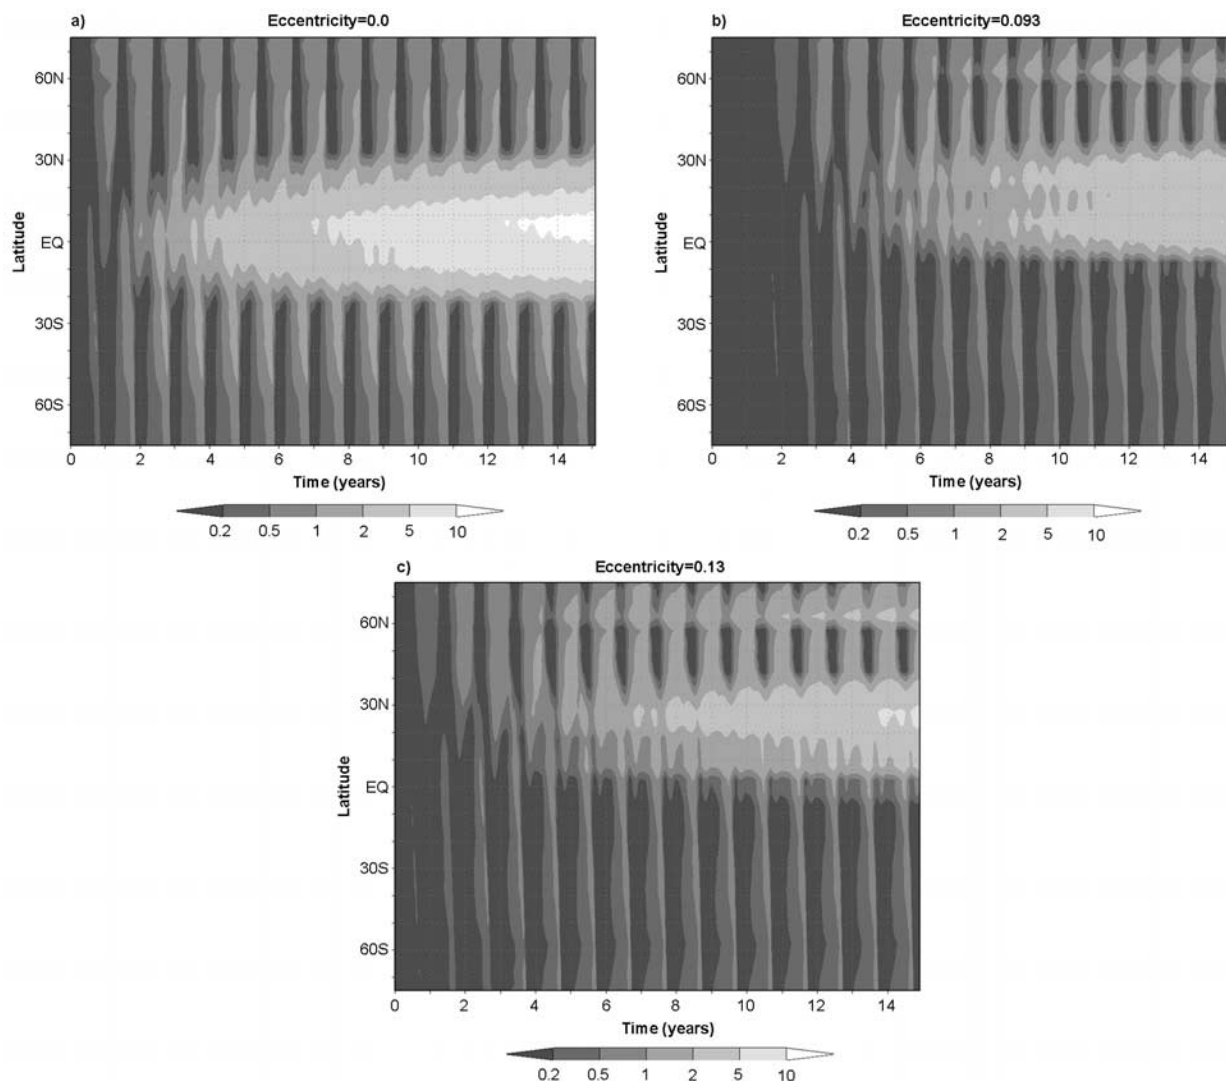 a) Eccentricity=0.0
60N
30N
EQ
30S
60S
Latitude
0 2 4 6 8 10 12 14
Time (years)
0.2 0.5 1 2 5 10
b) Eccentricity=0.093
60N
30N
EQ
30S
60S
Latitude
0 2 4 6 8 10 12 14
Time (years)
0.2 0.5 1 2 5 10
c) Eccentricity=0.13
60N
30N
EQ
30S
60S
Latitude
0 2 4 6 8 10 12 14
Time (years)
0.2 0.5 1 2 5 10